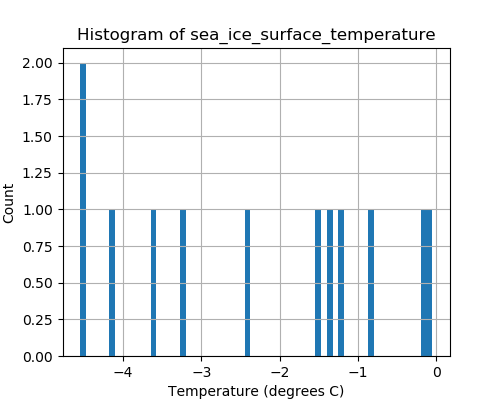 Histogram of sea_ice_surface_temperature
2.00
1.75
1.50
1.25
1.00
0.75
0.50
0.25
0.00
Count
−4 −3 −2 −1 0
Temperature (degrees C)